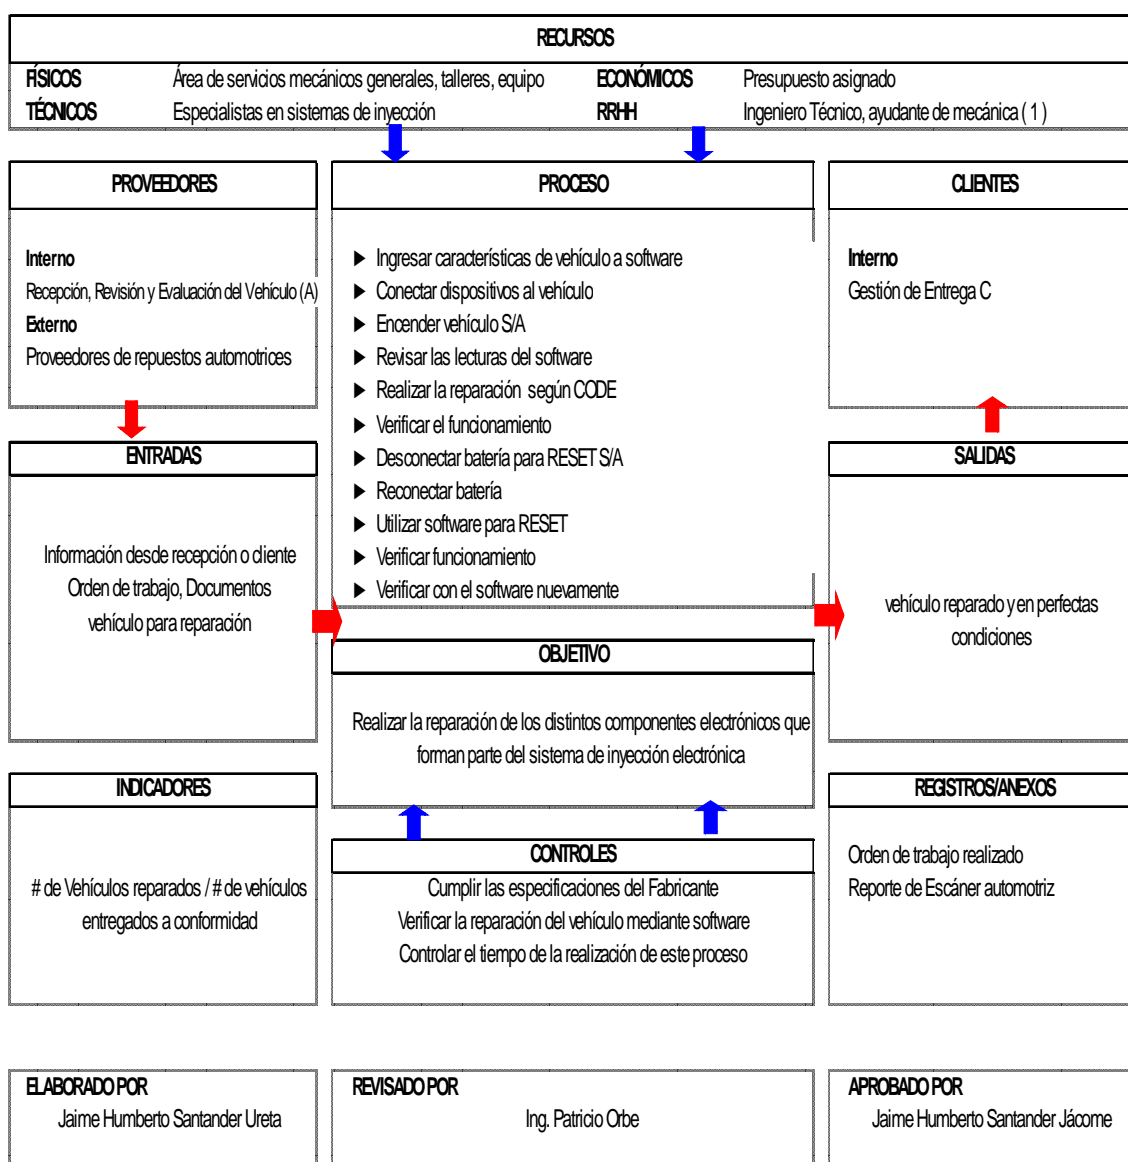 RECURSOS
FÍSICOS Área de servicios mecánicos generales, talleres, equipo ECONÓMICOS Presupuesto asignado
TÉCNICOS Especialistas en sistemas de inyección RRHH Ingeniero Técnico, ayudante de mecánica ( 1 )
PROVEEDORES
Interno
Recepción, Revisión y Evaluación del Vehículo (A)
Externo
Proveedores de repuestos automotrices
PROCESO
▶ Ingresar características de vehículo a software
▶ Conectar dispositivos al vehículo
▶ Encender vehículo S/A
▶ Revisar las lecturas del software
▶ Realizar la reparación según CODE
▶ Verificar el funcionamiento
▶ Desconectar batería para RESET S/A
▶ Reconectar batería
▶ Utilizar software para RESET
▶ Verificar funcionamiento
▶ Verificar con el software nuevamente
CLIENTES
Interno
Gestión de Entrega C
ENTRADAS
Información desde recepción o cliente
Orden de trabajo, Documentos
vehículo para reparación
SALIDAS
vehículo reparado y en perfectas
condiciones
OBJETIVO
Realizar la reparación de los distintos componentes electrónicos que
forman parte del sistema de inyección electrónica
INDICADORES
# de Vehículos reparados / # de vehículos
entregados a conformidad
CONTROLES
Cumplir las especificaciones del Fabricante
Verificar la reparación del vehículo mediante software
Controlar el tiempo de la realización de este proceso
REGISTROS/ANEXOS
Orden de trabajo realizado
Reporte de Escáner automotriz
ELABORADO POR
Jaime Humberto Santander Ureta
REVISADO POR
Ing. Patricio Orbe
APROBADO POR
Jaime Humberto Santander Jácome